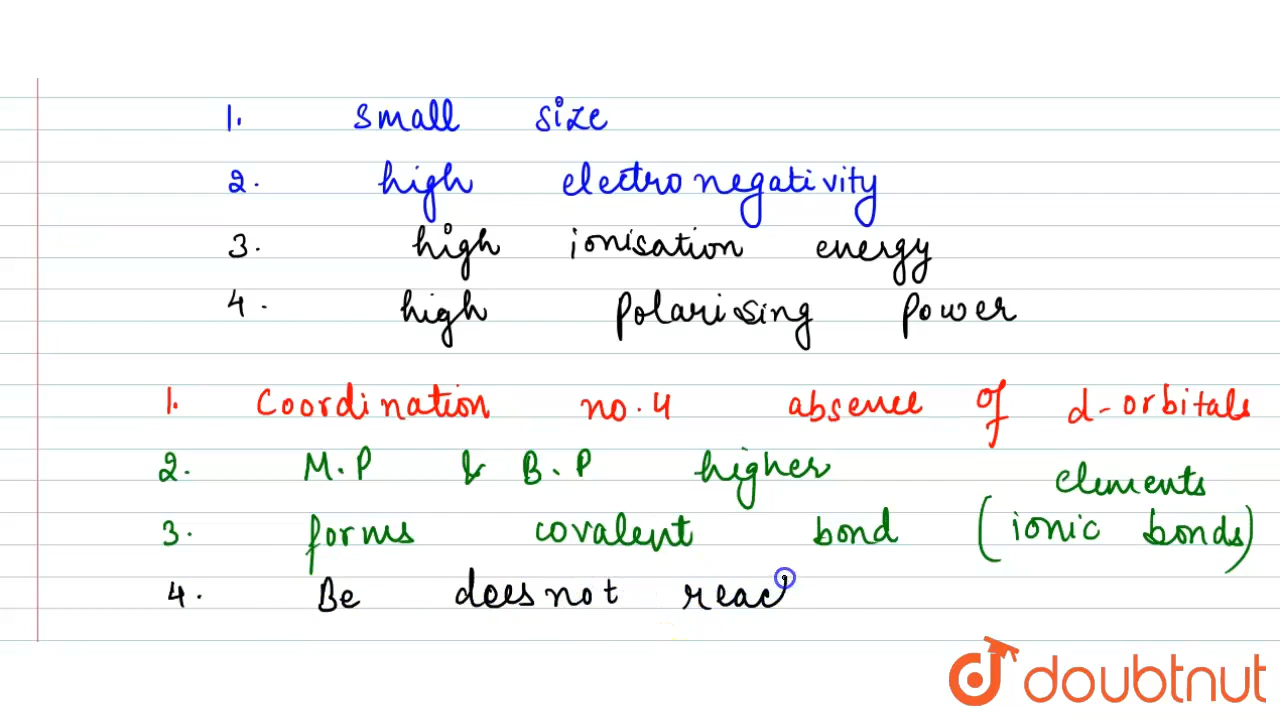 1. small size
2. high electronegativity
3. high ionisation energy
4. high polarising power
1. Coordination no. 4 absence of d-orbitals
2. M.P & B.P higher
elements
3. forms covalent bond (ionic bonds)
4. Be does not reac
doubtnut